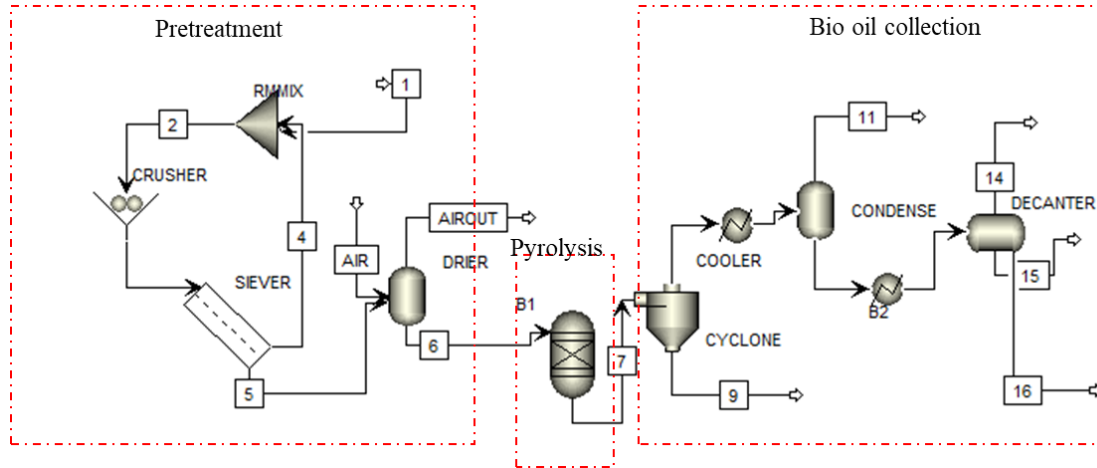 Pretreatment
Bio oil collection
RMMIX
1
2
11
CRUSHER
14
CONDENSE
DECANTER
AIROUT
4
AIR
DRIER
Pyrolysis
COOLER
15
SIEVER
B1
B2
6
7
CYCLONE
5
9
16